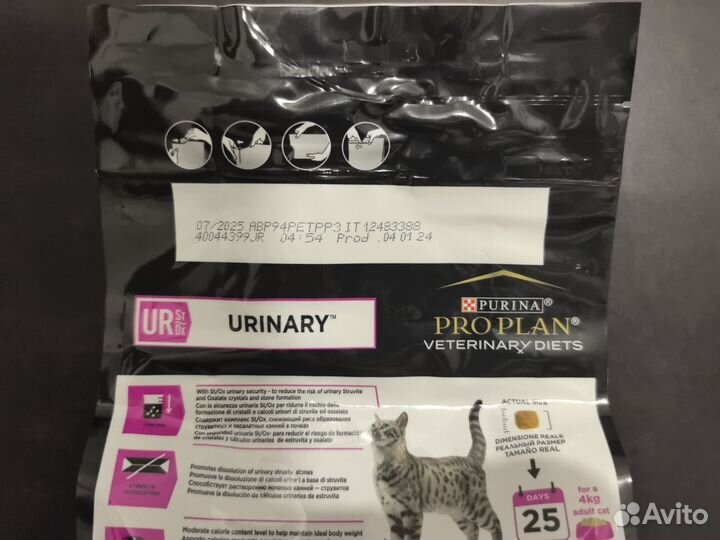 07/2025 ABP94PETPP3 IT12483388
40044399JR 04:54 Prod .04 01 24
UR St/Ox
URINARY™
PURINA®
PRO PLAN®
VETERINARY DIETS
With St/Ox urinary security - to reduce the risk of urinary Struvite
and Oxalate crystals and stone formation
Con la sicurezza urinaria St/Ox per ridurre il rischio della
formazione di cristalli e calcoli urinari di struvite ed ossalato
Содержит комплекс St/Ox, снижающий риск образования
струвитных и оксалатных камней в почках
Con seguridad urinaria St/Ox- para reducir el riesgo de formación
de cristales y cálculos urinarios de estruvita y oxalato
Promotes dissolution of urinary struvite stones
Promuove la dissoluzione di calcoli urinari a base di struvite
Способствует растворению мочевых камней – струвитов
Promueve la disolución de cálculos urinarios de estruvita
Moderate calorie content level to help maintain ideal body weight
ACTUAL SIZE
DIMENSIONE REALE
РЕАЛЬНЫЙ РАЗМЕР
TAMAÑO REAL
DAYS
25
for a
4kg
adult cat
Avito